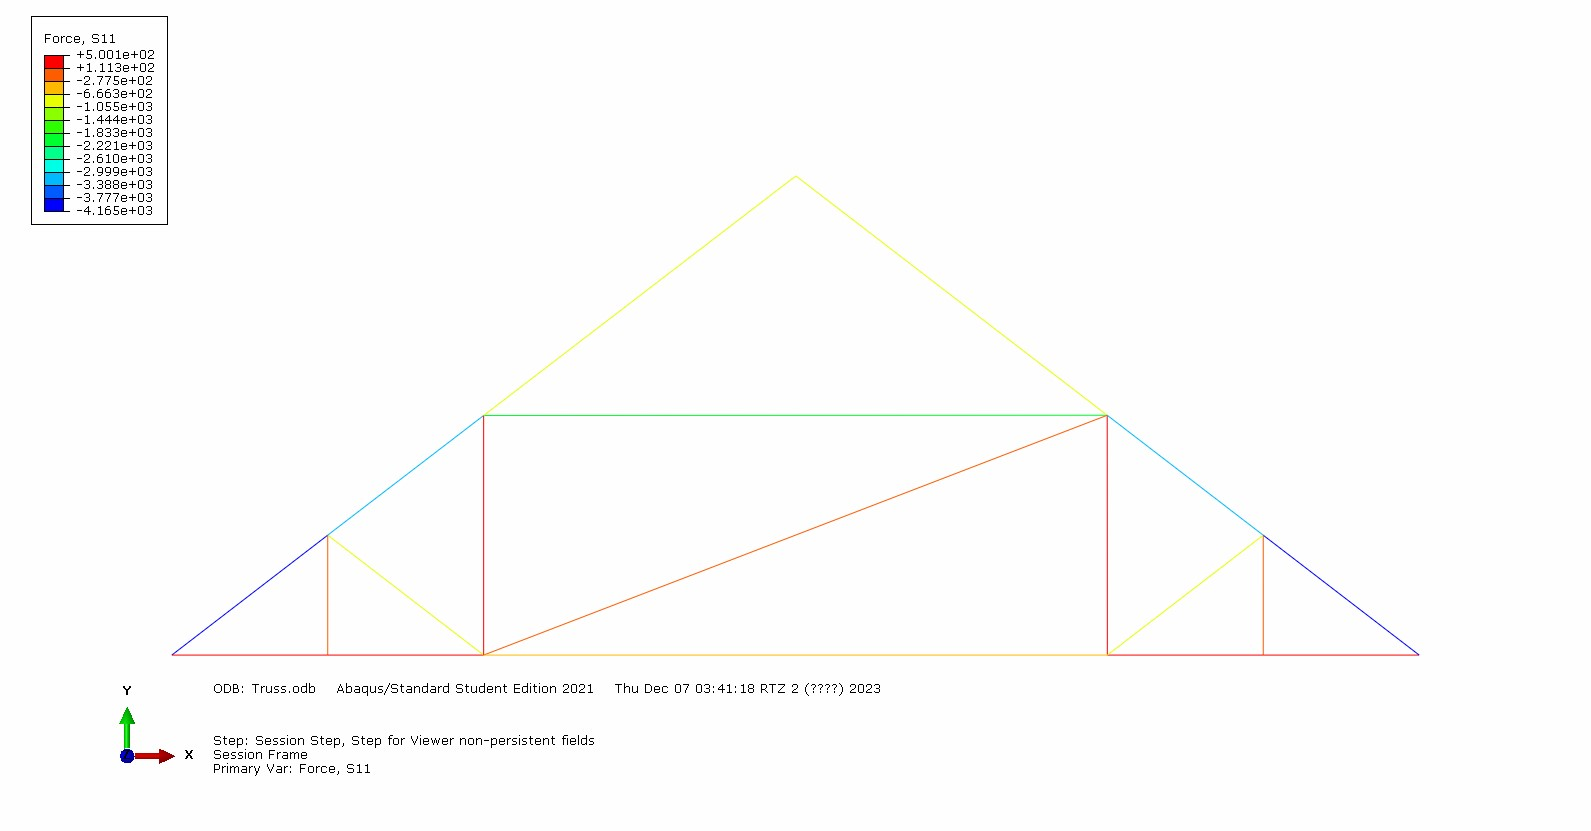 Force, S11
+5.001e+02
+1.113e+02
-2.775e+02
-6.663e+02
-1.055e+03
-1.444e+03
-1.833e+03
-2.221e+03
-2.610e+03
-2.999e+03
-3.388e+03
-3.777e+03
-4.165e+03
Y
X
ODB: Truss.odb Abaqus/Standard Student Edition 2021 Thu Dec 07 03:41:18 RTZ 2 (????) 2023
Step: Session Step, Step for Viewer non-persistent fields
Session Frame
Primary Var: Force, S11